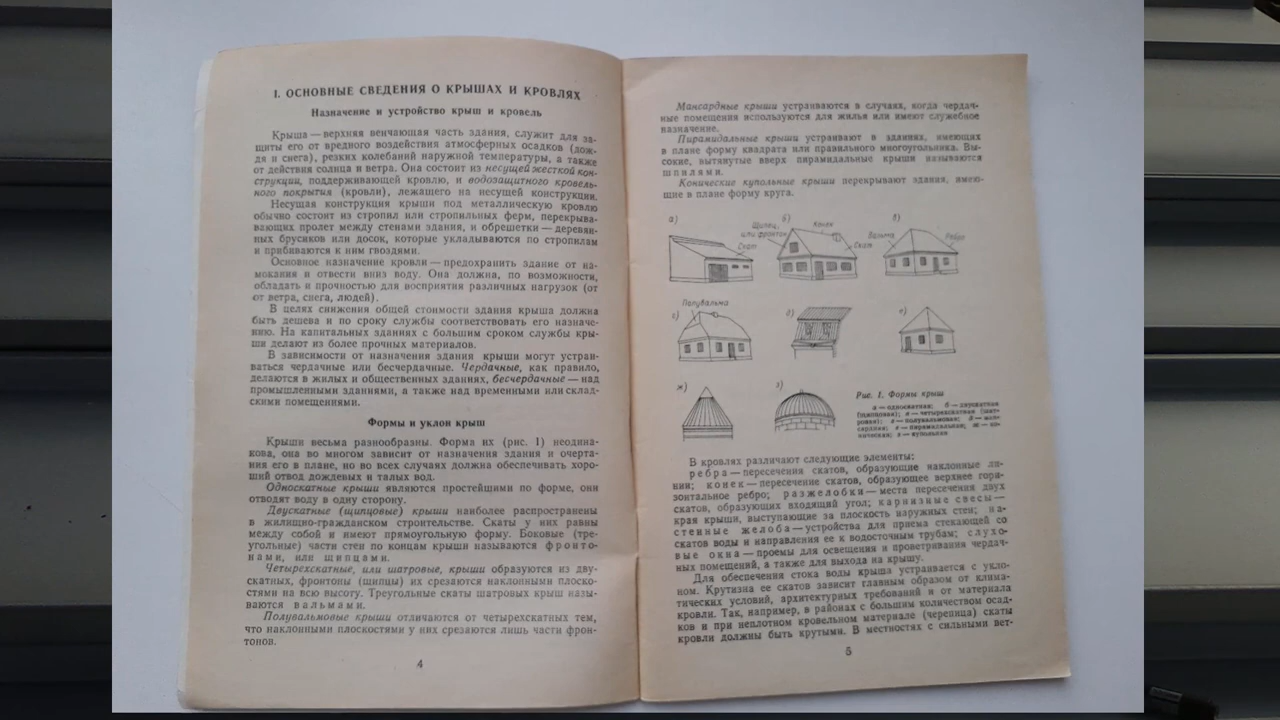 I. ОСНОВНЫЕ СВЕДЕНИЯ О КРЫШАХ И КРОВЛЯХ
Назначение и устройство крыш и кровель
Крыша — верхняя венчающая часть здания, служит для за-
щиты его от вредного воздействия атмосферных осадков (дож-
дя и снега), резких колебаний наружной температуры, а также
от действия солнца и ветра. Она состоит из несущей жесткой кон-
струкции, поддерживающей кровлю, и водозащитного кровель-
ного покрытия (кровли), лежащего на несущей конструкции.
Несущая конструкция крыши под металлическую кровлю
обычно состоит из стропил или стропильных ферм, перекрыва-
ющих пролет между стенами здания, и обрешетки — деревян-
ных брусиков или досок, которые укладываются по стропилам
и прибиваются к ним гвоздями.
Основное назначение кровли — предохранить здание от на-
мокания и отвести вниз воду. Она должна, по возможности,
обладать и прочностью для восприятия различных нагрузок (от
от ветра, снега, людей).
В целях снижения общей стоимости здания крыша должна
быть дешева и по сроку службы соответствовать его назначе-
нию. На капитальных зданиях с большим сроком службы кры-
ши делают из более прочных материалов.
В зависимости от назначения здания крыши могут устраи-
ваться чердачные или бесчердачные. Чердачные, как правило,
делаются в жилых и общественных зданиях, бесчердачные — над
промышленными зданиями, а также над временными или склад-
скими помещениями.
Формы и уклон крыш
Крыши весьма разнообразны. Форма их (рис. 1) неодина-
кова, она во многом зависит от назначения здания и очерта-
ния его в плане, но во всех случаях должна обеспечивать хоро-
ший отвод дождевых и талых вод.
Односкатные крыши являются простейшими по форме, они
отводят воду в одну сторону.
Двускатные (щипцовые) крыши наиболее распространены
в жилищно-гражданском строительстве. Скаты у них равны
между собой и имеют прямоугольную форму. Боковые (тре-
угольные) части стен по концам крыши называются фронто-
нами, или щипцами.
Четырехскатные, или шатровые, крыши образуются из дву-
скатных, фронтоны (щипцы) их срезаются наклонными плоско-
стями на всю высоту. Треугольные скаты шатровых крыш назы-
ваются вальмами.
Полувальмовые крыши отличаются от четырехскатных тем,
что наклонными плоскостями у них срезаются лишь части фрон-
тонов.
4
Мансардные крыши устраиваются в случаях, когда чердач-
ные помещения используются для жилья или имеют служебное
назначение.
Пирамидальные крыши устраивают в зданиях, имеющих
в плане форму квадрата или правильного многоугольника. Вы-
сокие, вытянутые вверх пирамидальные крыши называются
шпилями.
Конические купольные крыши перекрывают здания, имею-
щие в плане форму круга.
а) Щипец, или фронтон б) Конек в)
Скат Скат Вальма Ребро
Полувальма
г) д) е)
ж) з)
Рис. 1. Формы крыш
а — односкатная; б — двускатная
(щипцовая); в — четырехскатная (шат-
ровая); г — полувальмовая; д — ман-
сардная; е — пирамидальная; ж — ко-
ническая; з — купольная
В кровлях различают следующие элементы:
ребра — пересечения скатов, образующие наклонные ли-
нии; конек — пересечение скатов, образующее верхнее гори-
зонтальное ребро; разжелобки — места пересечения двух
скатов, образующих входящий угол; карнизные свесы —
края крыши, выступающие за плоскость наружных стен; на-
стенные желоба — устройства для приема стекающей со
скатов воды и направления ее к водосточным трубам; слухо-
вые окна — проемы для освещения и проветривания чердач-
ных помещений, а также для выхода на крышу.
Для обеспечения стока воды крыша устраивается с укло-
ном. Крутизна ее скатов зависит главным образом от клима-
тических условий, архитектурных требований и от материала
кровли. Так, например, в районах с большим количеством осад-
ков и при неплотном кровельном материале (черепица) скаты
кровли должны быть крутыми. В местностях с сильными вет-
5